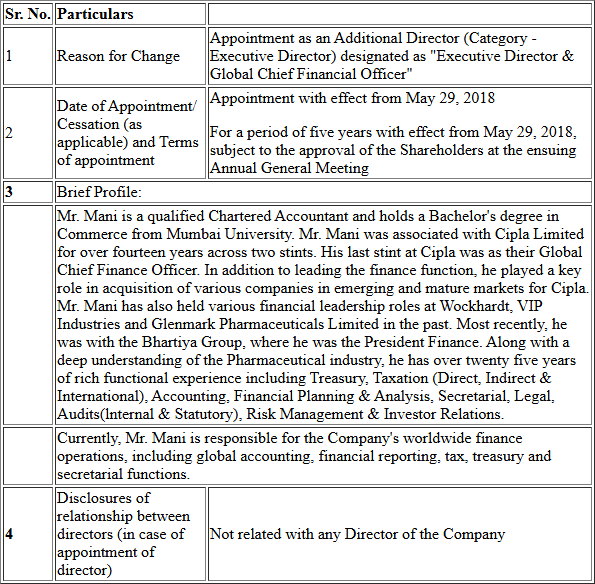 Sr. No. Particulars
1 Reason for Change
Appointment as an Additional Director (Category -
Executive Director) designated as "Executive Director &
Global Chief Financial Officer"
2
Date of Appointment/
Cessation (as
applicable) and Terms
of appointment
Appointment with effect from May 29, 2018
For a period of five years with effect from May 29, 2018,
subject to the approval of the Shareholders at the ensuing
Annual General Meeting
3 Brief Profile:
Mr. Mani is a qualified Chartered Accountant and holds a Bachelor's degree in
Commerce from Mumbai University. Mr. Mani was associated with Cipla Limited
for over fourteen years across two stints. His last stint at Cipla was as their Global
Chief Finance Officer. In addition to leading the finance function, he played a key
role in acquisition of various companies in emerging and mature markets for Cipla.
Mr. Mani has also held various financial leadership roles at Wockhardt, VIP
Industries and Glenmark Pharmaceuticals Limited in the past. Most recently, he
was with the Bhartiya Group, where he was the President Finance. Along with a
deep understanding of the Pharmaceutical industry, he has over twenty five years
of rich functional experience including Treasury, Taxation (Direct, Indirect &
International), Accounting, Financial Planning & Analysis, Secretarial, Legal,
Audits(lnternal & Statutory), Risk Management & Investor Relations.
Currently, Mr. Mani is responsible for the Company's worldwide finance
operations, including global accounting, financial reporting, tax, treasury and
secretarial functions.
4
Disclosures of
relationship between
directors (in case of
appointment of
director)
Not related with any Director of the Company